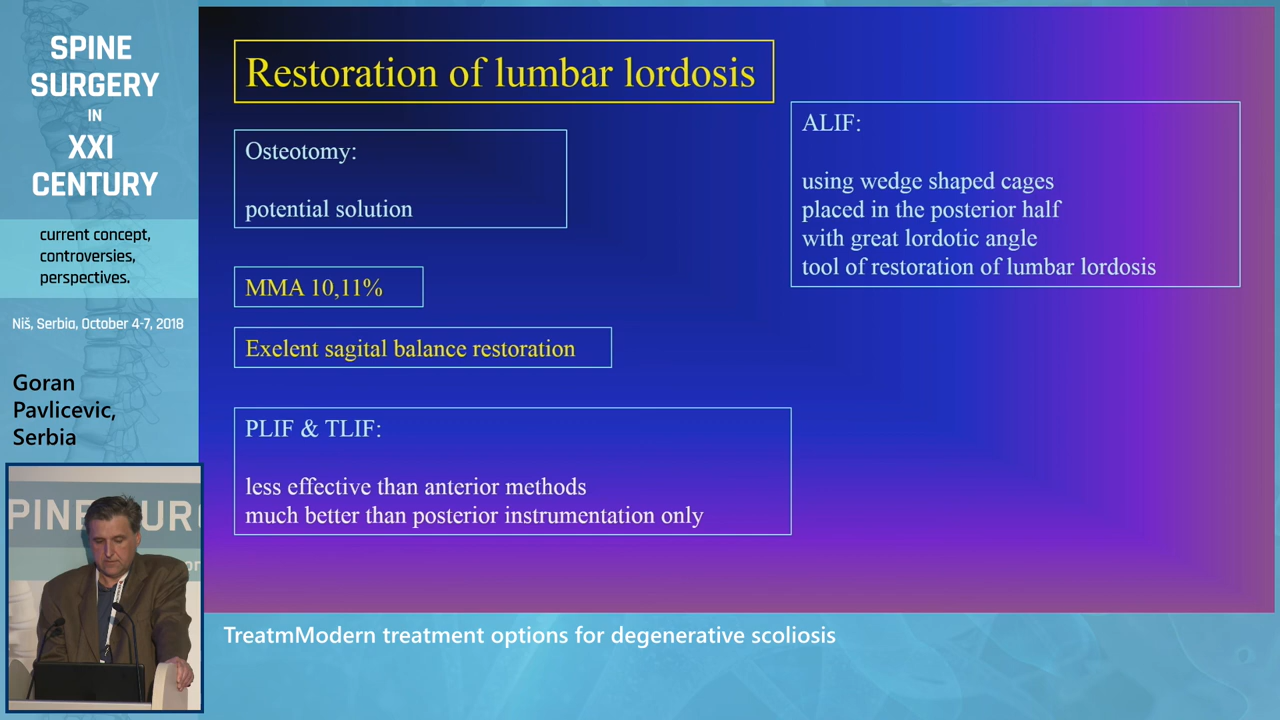 SPINE
SURGERY
IN
XXI
CENTURY
current concept,
controversies,
perspectives.
Niš, Serbia, October 4-7, 2018
Goran
Pavlicevic,
Serbia
Restoration of lumbar lordosis
Osteotomy:
potential solution
MMA 10,11%
Exelent sagital balance restoration
PLIF & TLIF:
less effective than anterior methods
much better than posterior instrumentation only
ALIF:
using wedge shaped cages
placed in the posterior half
with great lordotic angle
tool of restoration of lumbar lordosis
TreatmModern treatment options for degenerative scoliosis